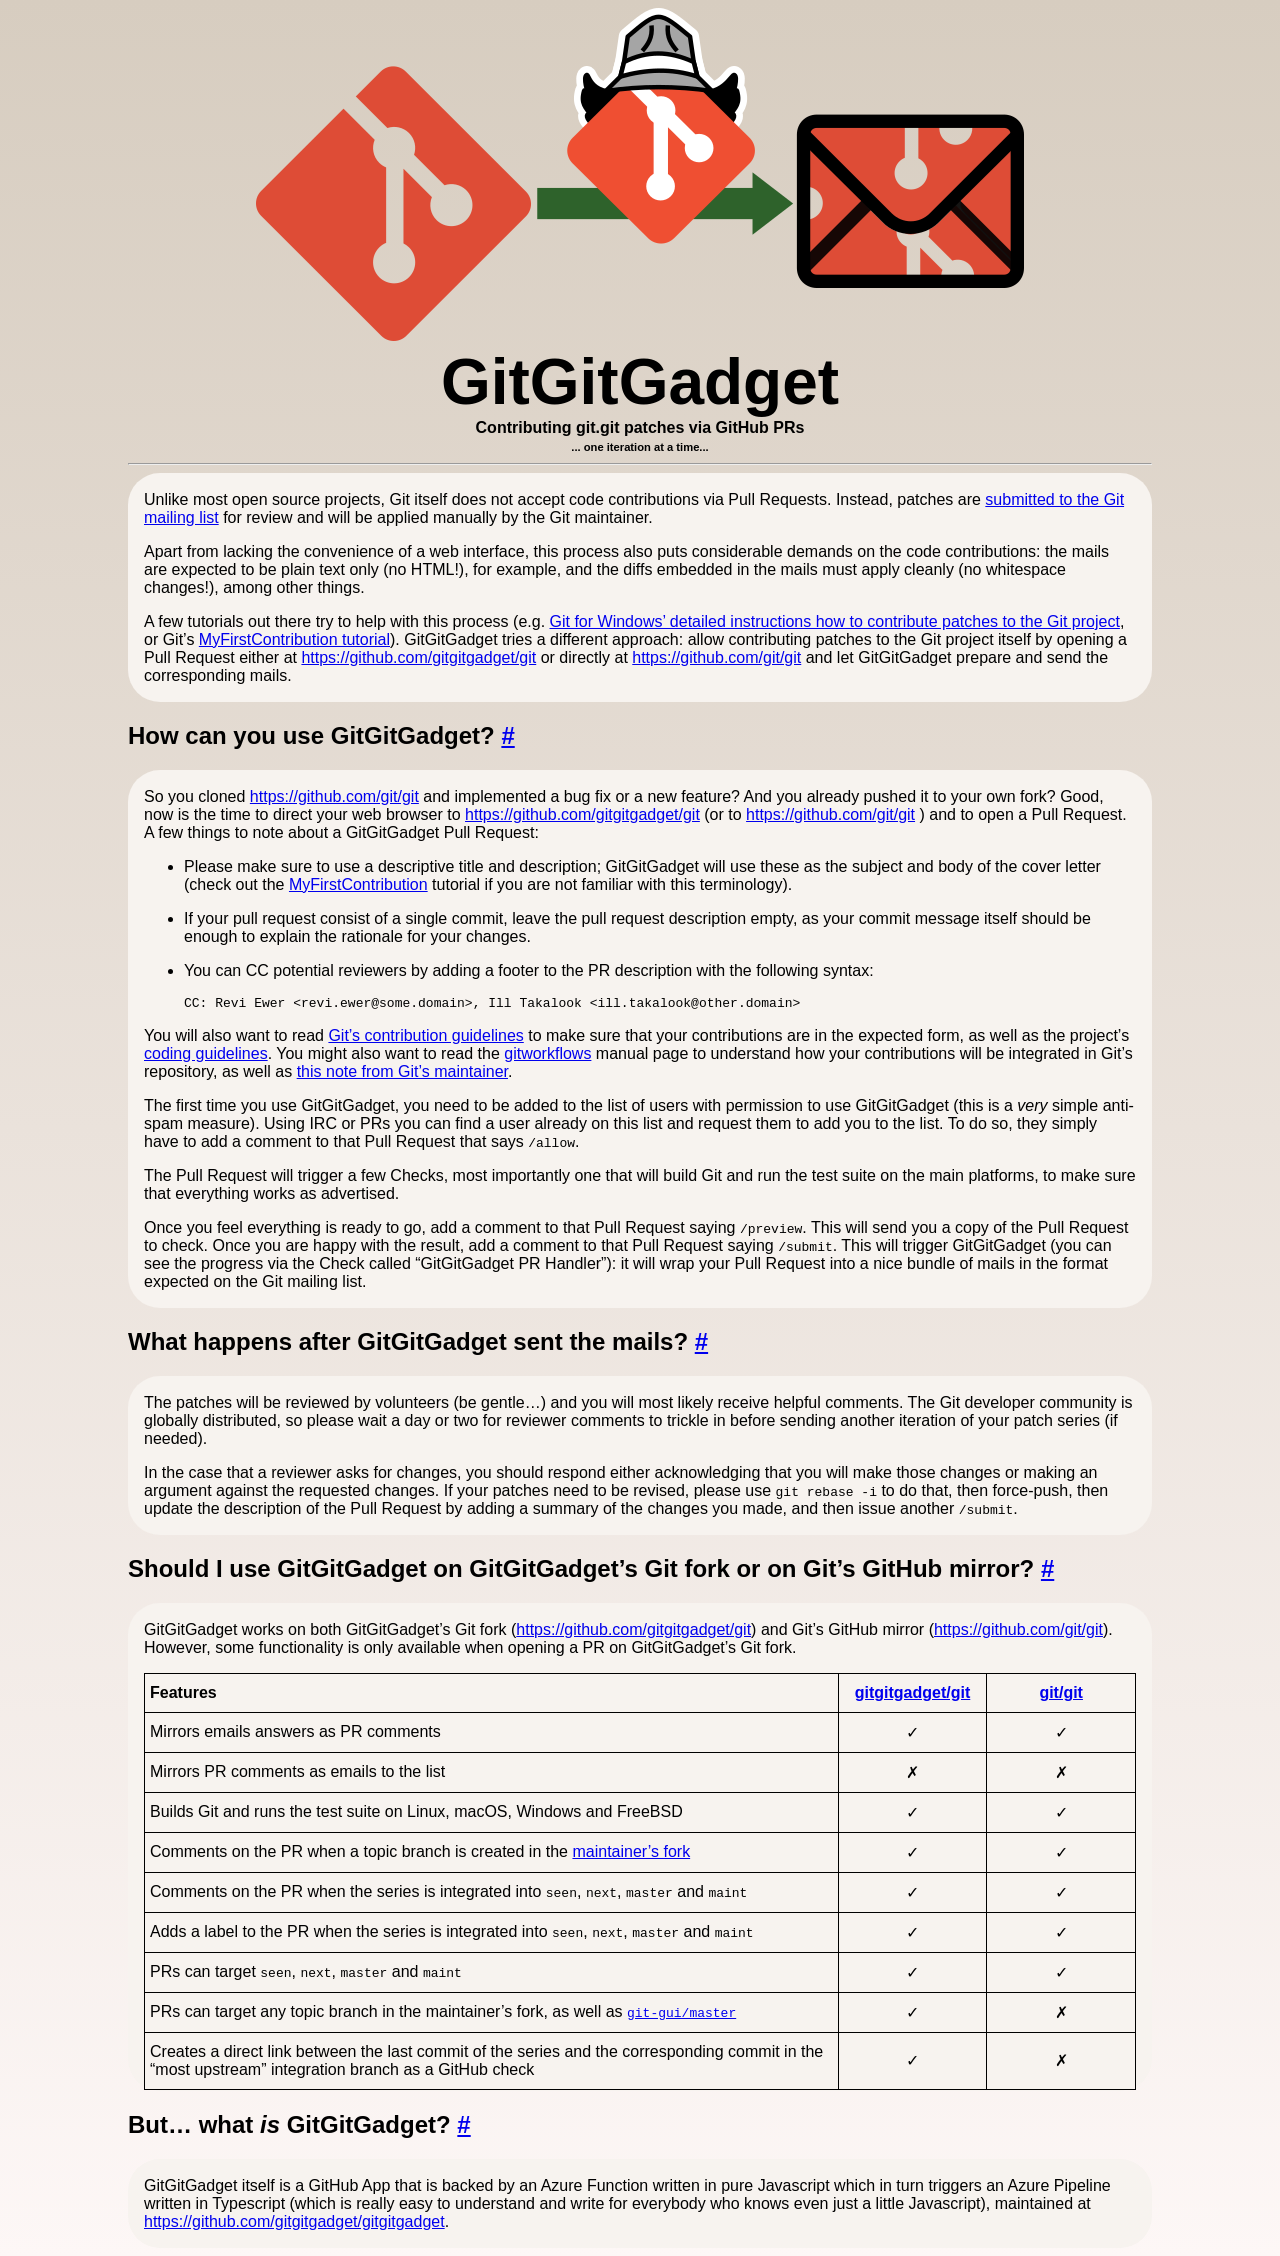 GitGitGadget
Contributing git.git patches via GitHub PRs
... one iteration at a time...
Unlike most open source projects, Git itself does not accept code contributions via Pull Requests. Instead, patches are submitted to the Git
mailing list for review and will be applied manually by the Git maintainer.
Apart from lacking the convenience of a web interface, this process also puts considerable demands on the code contributions: the mails
are expected to be plain text only (no HTML!), for example, and the diffs embedded in the mails must apply cleanly (no whitespace
changes!), among other things.
A few tutorials out there try to help with this process (e.g. Git for Windows’ detailed instructions how to contribute patches to the Git project,
or Git’s MyFirstContribution tutorial). GitGitGadget tries a different approach: allow contributing patches to the Git project itself by opening a
Pull Request either at https://github.com/gitgitgadget/git or directly at https://github.com/git/git and let GitGitGadget prepare and send the
corresponding mails.
How can you use GitGitGadget? #
So you cloned https://github.com/git/git and implemented a bug fix or a new feature? And you already pushed it to your own fork? Good,
now is the time to direct your web browser to https://github.com/gitgitgadget/git (or to https://github.com/git/git ) and to open a Pull Request.
A few things to note about a GitGitGadget Pull Request:
• Please make sure to use a descriptive title and description; GitGitGadget will use these as the subject and body of the cover letter
(check out the MyFirstContribution tutorial if you are not familiar with this terminology).
• If your pull request consist of a single commit, leave the pull request description empty, as your commit message itself should be
enough to explain the rationale for your changes.
• You can CC potential reviewers by adding a footer to the PR description with the following syntax:
CC: Revi Ewer <revi.ewer@some.domain>, Ill Takalook <ill.takalook@other.domain>
You will also want to read Git’s contribution guidelines to make sure that your contributions are in the expected form, as well as the project’s
coding guidelines. You might also want to read the gitworkflows manual page to understand how your contributions will be integrated in Git’s
repository, as well as this note from Git’s maintainer.
The first time you use GitGitGadget, you need to be added to the list of users with permission to use GitGitGadget (this is a very simple anti-
spam measure). Using IRC or PRs you can find a user already on this list and request them to add you to the list. To do so, they simply
have to add a comment to that Pull Request that says /allow.
The Pull Request will trigger a few Checks, most importantly one that will build Git and run the test suite on the main platforms, to make sure
that everything works as advertised.
Once you feel everything is ready to go, add a comment to that Pull Request saying /preview. This will send you a copy of the Pull Request
to check. Once you are happy with the result, add a comment to that Pull Request saying /submit. This will trigger GitGitGadget (you can
see the progress via the Check called “GitGitGadget PR Handler”): it will wrap your Pull Request into a nice bundle of mails in the format
expected on the Git mailing list.
What happens after GitGitGadget sent the mails? #
The patches will be reviewed by volunteers (be gentle…) and you will most likely receive helpful comments. The Git developer community is
globally distributed, so please wait a day or two for reviewer comments to trickle in before sending another iteration of your patch series (if
needed).
In the case that a reviewer asks for changes, you should respond either acknowledging that you will make those changes or making an
argument against the requested changes. If your patches need to be revised, please use git rebase -i to do that, then force-push, then
update the description of the Pull Request by adding a summary of the changes you made, and then issue another /submit.
Should I use GitGitGadget on GitGitGadget’s Git fork or on Git’s GitHub mirror? #
GitGitGadget works on both GitGitGadget’s Git fork (https://github.com/gitgitgadget/git) and Git’s GitHub mirror (https://github.com/git/git).
However, some functionality is only available when opening a PR on GitGitGadget’s Git fork.
Features gitgitgadget/git git/git
Mirrors emails answers as PR comments ✓ ✓
Mirrors PR comments as emails to the list ✗ ✗
Builds Git and runs the test suite on Linux, macOS, Windows and FreeBSD ✓ ✓
Comments on the PR when a topic branch is created in the maintainer’s fork ✓ ✓
Comments on the PR when the series is integrated into seen, next, master and maint ✓ ✓
Adds a label to the PR when the series is integrated into seen, next, master and maint ✓ ✓
PRs can target seen, next, master and maint ✓ ✓
PRs can target any topic branch in the maintainer’s fork, as well as git-gui/master ✓ ✗
Creates a direct link between the last commit of the series and the corresponding commit in the
“most upstream” integration branch as a GitHub check ✓ ✗
But… what is GitGitGadget? #
GitGitGadget itself is a GitHub App that is backed by an Azure Function written in pure Javascript which in turn triggers an Azure Pipeline
written in Typescript (which is really easy to understand and write for everybody who knows even just a little Javascript), maintained at
https://github.com/gitgitgadget/gitgitgadget.